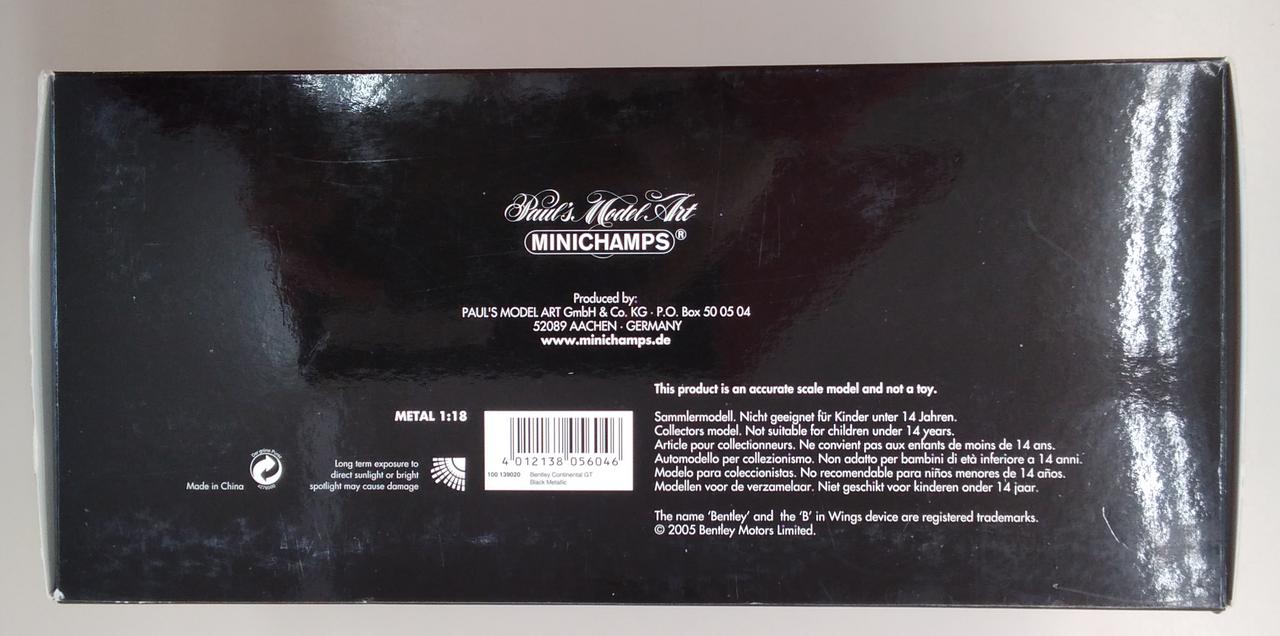 Paul's Model Art
MINICHAMPS®
Produced by:
PAUL'S MODEL ART GmbH & Co. KG · P.O. Box 50 05 04
52089 AACHEN · GERMANY
www.minichamps.de
This product is an accurate scale model and not a toy.
METAL 1:18
4 012138 056046
100 139020 Bentley Continental GT
Black Metallic
Sammlermodell. Nicht geeignet für Kinder unter 14 Jahren.
Collectors model. Not suitable for children under 14 years.
Article pour collectionneurs. Ne convient pas aux enfants de moins de 14 ans.
Automodello per collezionismo. Non adatto per bambini di età inferiore a 14 anni.
Modelo para coleccionistas. No recomendable para niños menores de 14 años.
Modellen voor de verzamelaar. Niet geschikt voor kinderen onder 14 jaar.
Der Grüne Punkt
Made in China
Long term exposure to
direct sunlight or bright
spotlight may cause damage
The name 'Bentley' and the 'B' in Wings device are registered trademarks.
© 2005 Bentley Motors Limited.